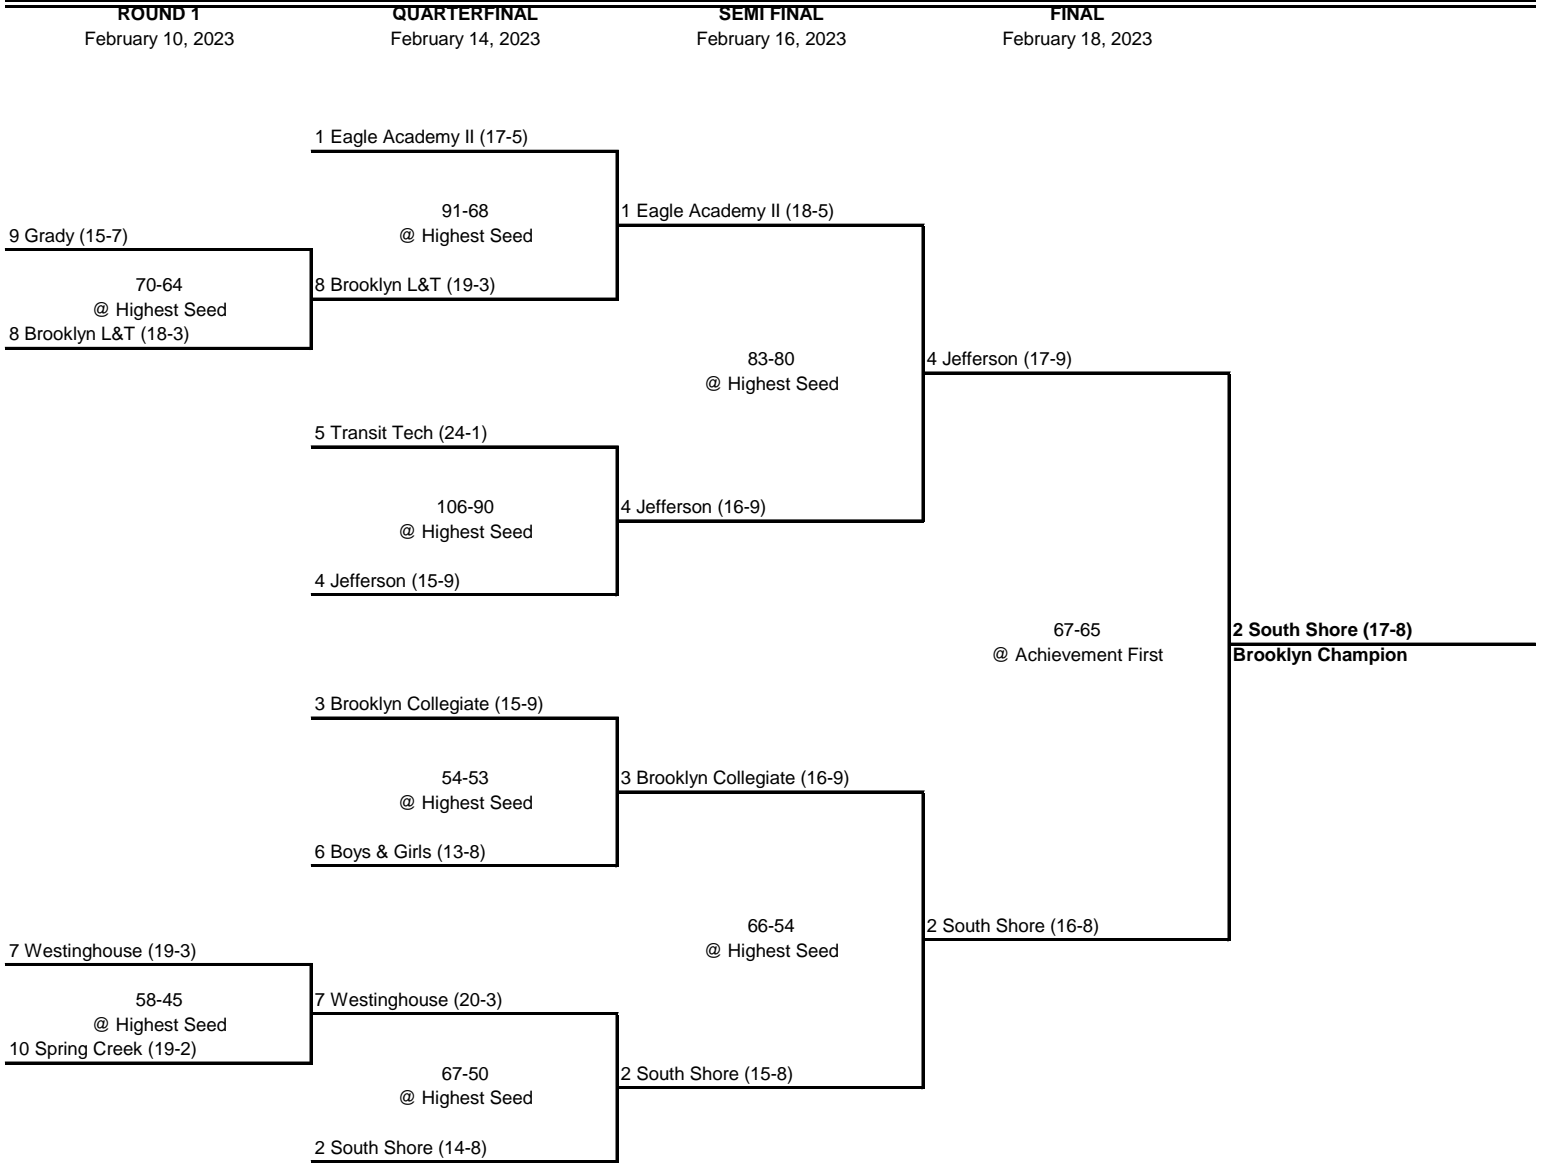 ROUND 1 QUARTERFINAL SEMI FINAL FINAL
February 10, 2023 February 14, 2023 February 16, 2023 February 18, 2023
1 Eagle Academy II (17-5)
91-68 1 Eagle Academy II (18-5)
9 Grady (15-7) @ Highest Seed
70-64 8 Brooklyn L&T (19-3)
@ Highest Seed
8 Brooklyn L&T (18-3)
83-80 4 Jefferson (17-9)
@ Highest Seed
5 Transit Tech (24-1)
106-90 4 Jefferson (16-9)
@ Highest Seed
4 Jefferson (15-9)
67-65 2 South Shore (17-8)
@ Achievement First Brooklyn Champion
3 Brooklyn Collegiate (15-9)
54-53 3 Brooklyn Collegiate (16-9)
@ Highest Seed
6 Boys & Girls (13-8)
66-54 2 South Shore (16-8)
7 Westinghouse (19-3) @ Highest Seed
58-45 7 Westinghouse (20-3)
@ Highest Seed
10 Spring Creek (19-2)
67-50 2 South Shore (15-8)
@ Highest Seed
2 South Shore (14-8)